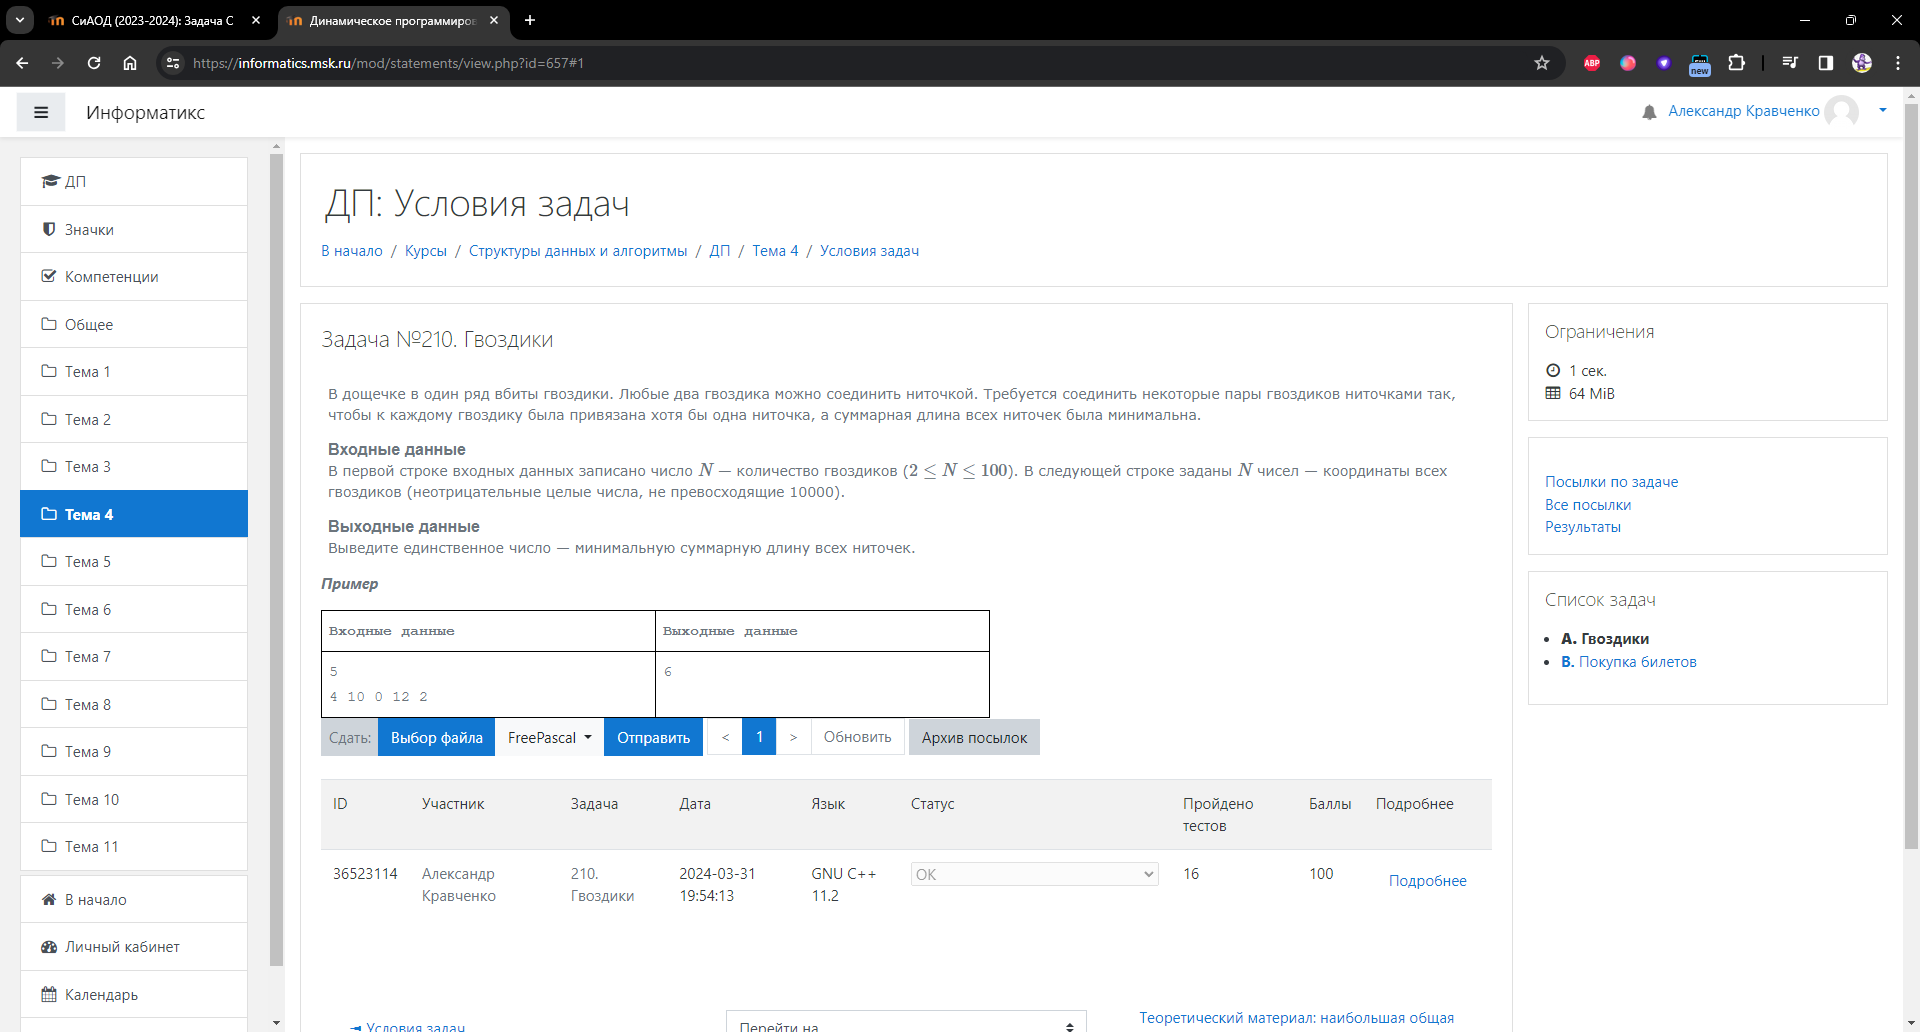 СиАОД (2023-2024): Задача С
Динамическое программиров
https://informatics.msk.ru/mod/statements/view.php?id=657#1
ABP
new
Информатикс
Александр Кравченко
ДП
Значки
Компетенции
Общее
Тема 1
Тема 2
Тема 3
Тема 4
Тема 5
Тема 6
Тема 7
Тема 8
Тема 9
Тема 10
Тема 11
В начало
Личный кабинет
Календарь
ДП: Условия задач
В начало / Курсы / Структуры данных и алгоритмы / ДП / Тема 4 / Условия задач
Задача №210. Гвоздики
В дощечке в один ряд вбиты гвоздики. Любые два гвоздика можно соединить ниточкой. Требуется соединить некоторые пары гвоздиков ниточками так,
чтобы к каждому гвоздику была привязана хотя бы одна ниточка, а суммарная длина всех ниточек была минимальна.
Входные данные
В первой строке входных данных записано число N — количество гвоздиков (2 ≤ N ≤ 100). В следующей строке заданы N чисел — координаты всех
гвоздиков (неотрицательные целые числа, не превосходящие 10000).
Выходные данные
Выведите единственное число — минимальную суммарную длину всех ниточек.
Пример
Входные данные Выходные данные
5 6
4 10 0 12 2
Сдать: Выбор файла FreePascal Отправить < 1 > Обновить Архив посылок
ID Участник Задача Дата Язык Статус Пройдено тестов Баллы Подробнее
36523114 Александр Кравченко 210. Гвоздики 2024-03-31 19:54:13 GNU C++ 11.2 OK 16 100 Подробнее
◄ Условия задач
Перейти на...
Теоретический материал: наибольшая общая
Ограничения
1 сек.
64 MiB
Посылки по задаче
Все посылки
Результаты
Список задач
A. Гвоздики
B. Покупка билетов